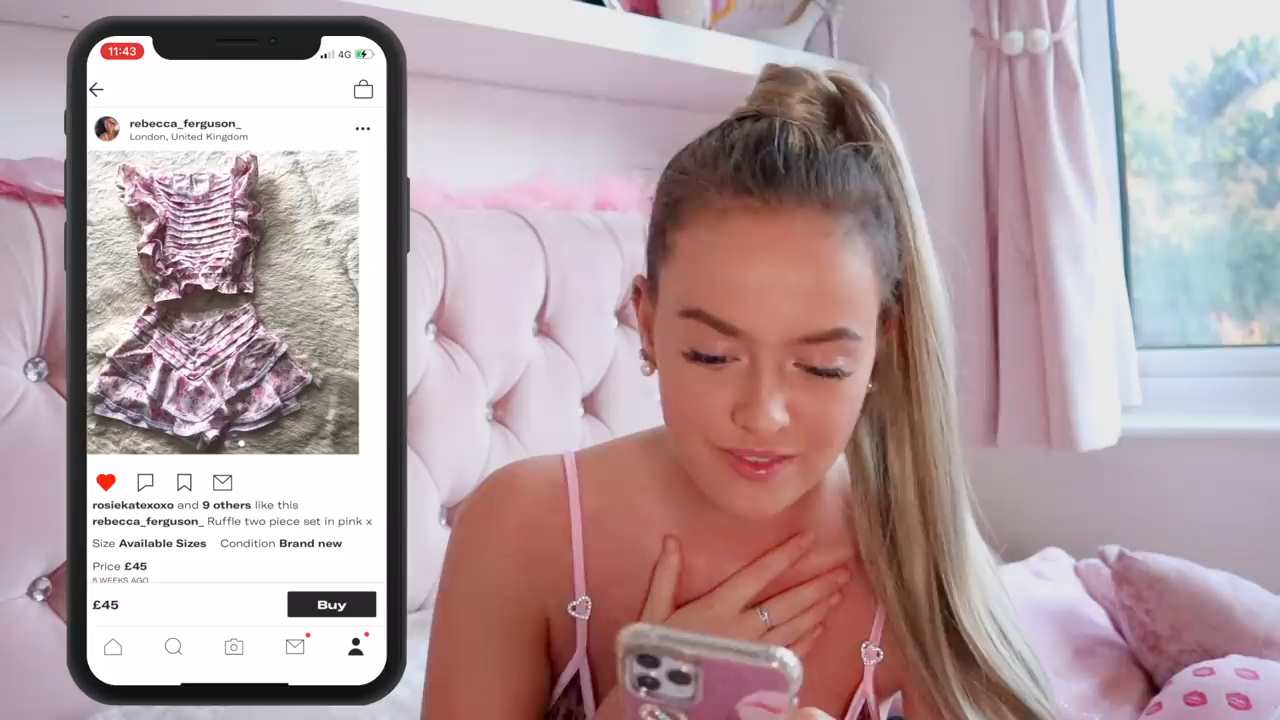 11:43
4G
rebecca_ferguson_
London, United Kingdom
rosiekatexoxo and 9 others like this
rebecca_ferguson_ Ruffle two piece set in pink x
Size Available Sizes Condition Brand new
Price £45
5 WEEKS AGO
£45
Buy